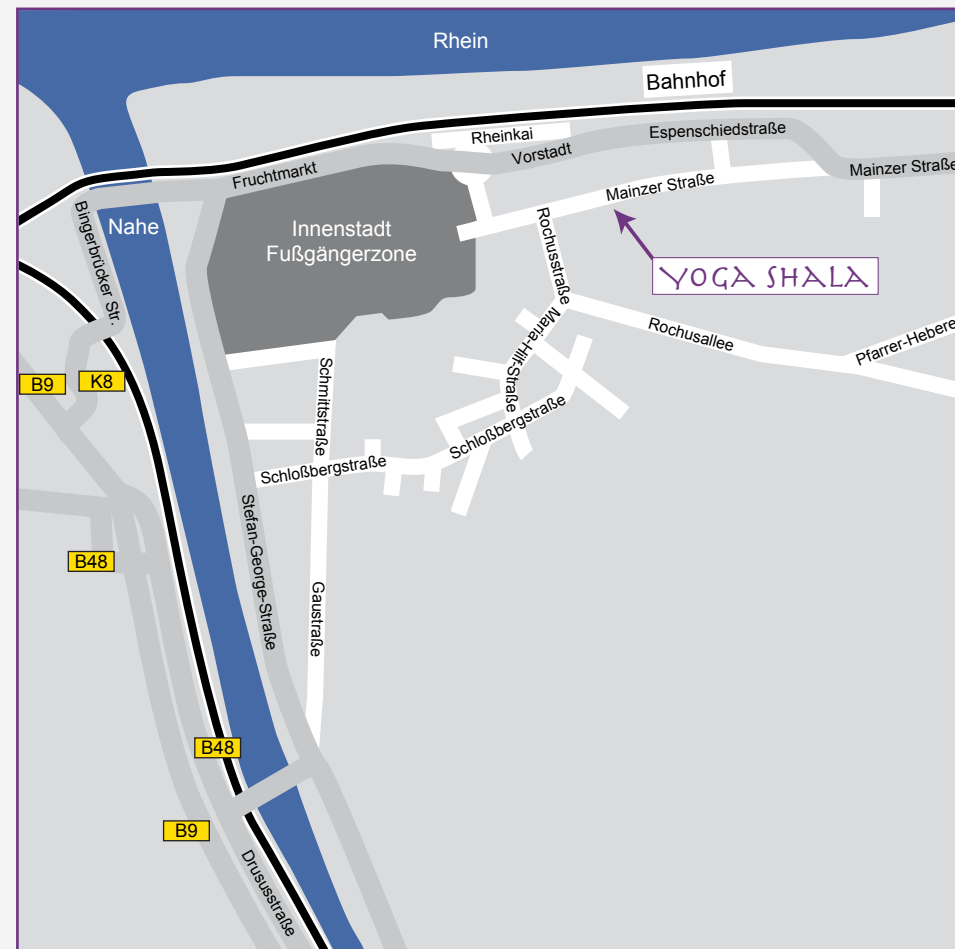 Rhein
Bahnhof
Rheinkai
Espenschiedstraße
Vorstadt
Mainzer Straße
Fruchtmarkt
Mainzer Straße
Bingerbrücker Str.
Nahe
Innenstadt
Fußgängerzone
Rochusstraße
YOGA SHALA
Rochusallee
Pfarrer-Hebere
Maria-Hilf-Straße
B9
K8
Schmittstraße
Schloßbergstraße
Schloßbergstraße
Stefan-George-Straße
B48
Gaustraße
B48
B9
Drususstraße